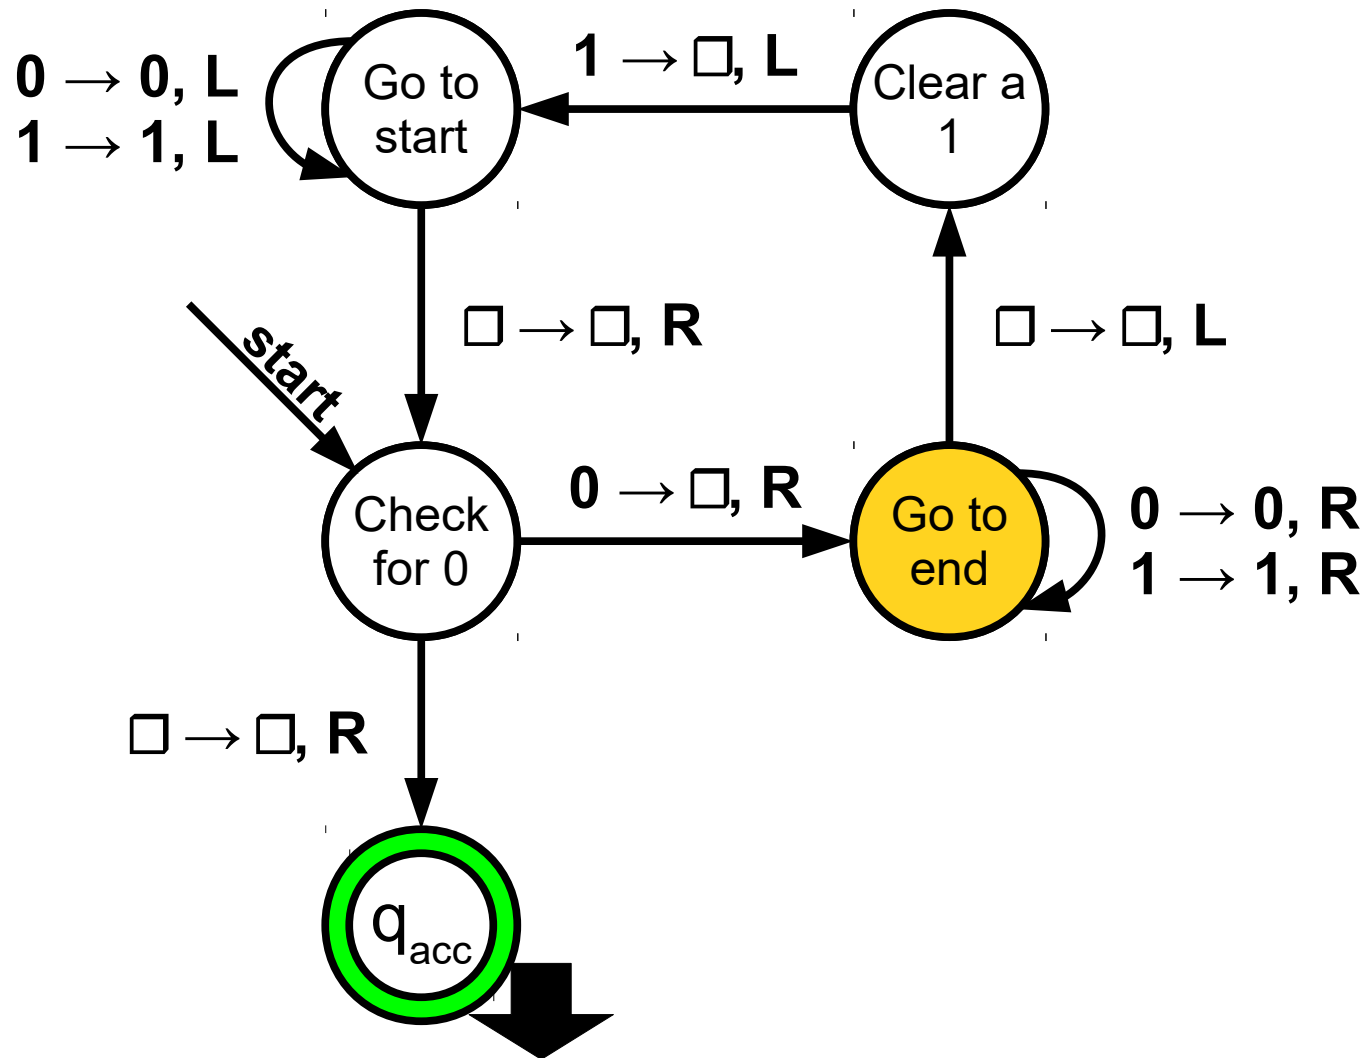 1 → □, L
0 → 0, L
1 → 1, L
Go to
start
Clear a
1
□ → □, R
□ → □, L
start
0 → □, R
Check
for 0
Go to
end
0 → 0, R
1 → 1, R
□ → □, R
qacc